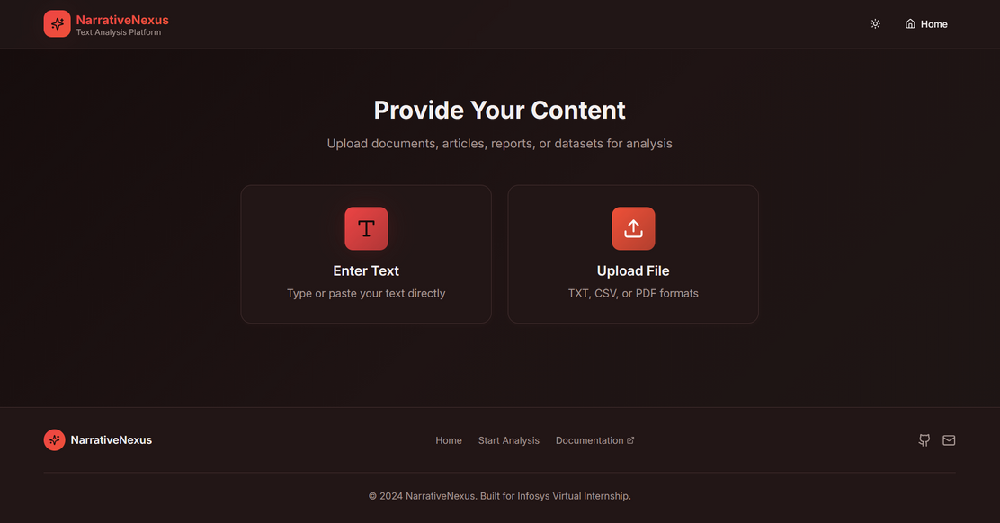 NarrativeNexus
Text Analysis Platform
Home
Provide Your Content
Upload documents, articles, reports, or datasets for analysis
T
Enter Text
Type or paste your text directly
Upload File
TXT, CSV, or PDF formats
NarrativeNexus
Home
Start Analysis
Documentation
© 2024 NarrativeNexus. Built for Infosys Virtual Internship.